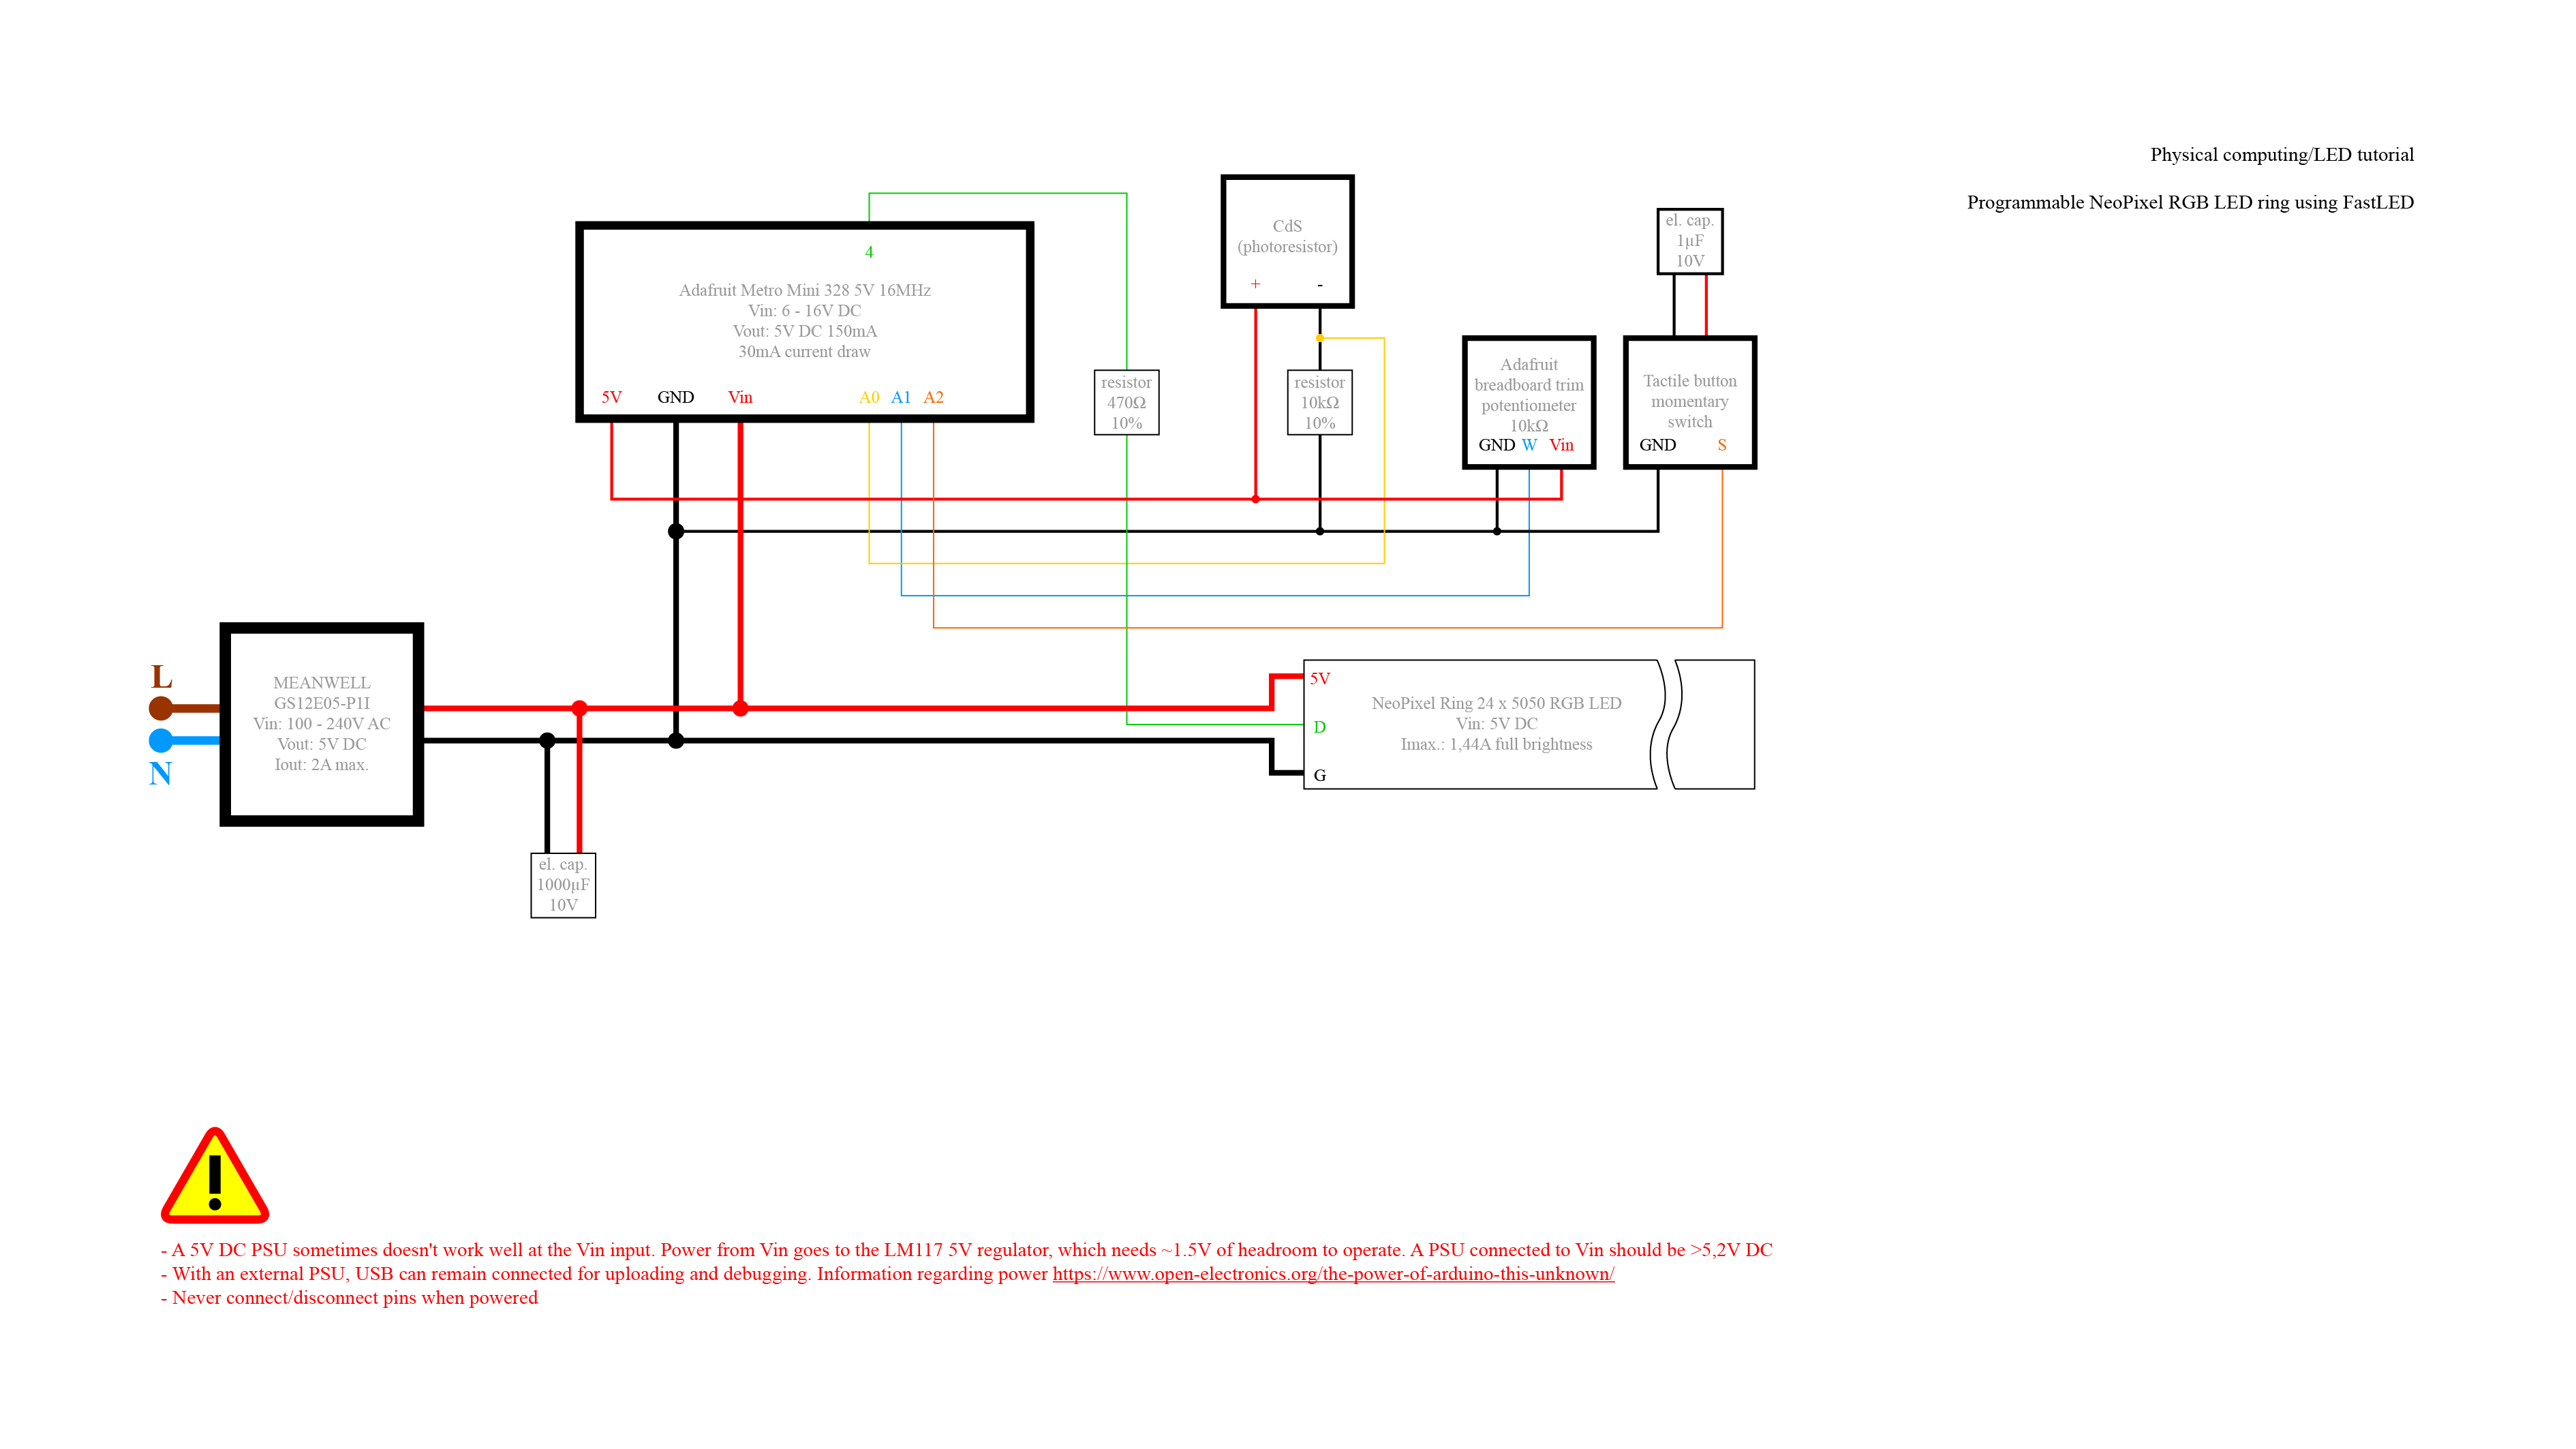 Physical computing/LED tutorial
Programmable NeoPixel RGB LED ring using FastLED
4
Adafruit Metro Mini 328 5V 16MHz
Vin: 6 - 16V DC
Vout: 5V DC 150mA
30mA current draw
5V GND Vin A0 A1 A2
resistor
470Ω
10%
CdS
(photoresistor)
+ -
resistor
10kΩ
10%
Adafruit
breadboard trim
potentiometer
10kΩ
GND W Vin
el. cap.
1µF
10V
Tactile button
momentary
switch
GND S
L
N
MEANWELL
GS12E05-P1I
Vin: 100 - 240V AC
Vout: 5V DC
Iout: 2A max.
el. cap.
1000µF
10V
5V
D
G
NeoPixel Ring 24 x 5050 RGB LED
Vin: 5V DC
Imax.: 1,44A full brightness
- A 5V DC PSU sometimes doesn't work well at the Vin input. Power from Vin goes to the LM117 5V regulator, which needs ~1.5V of headroom to operate. A PSU connected to Vin should be >5,2V DC
- With an external PSU, USB can remain connected for uploading and debugging. Information regarding power https://www.open-electronics.org/the-power-of-arduino-this-unknown/
- Never connect/disconnect pins when powered